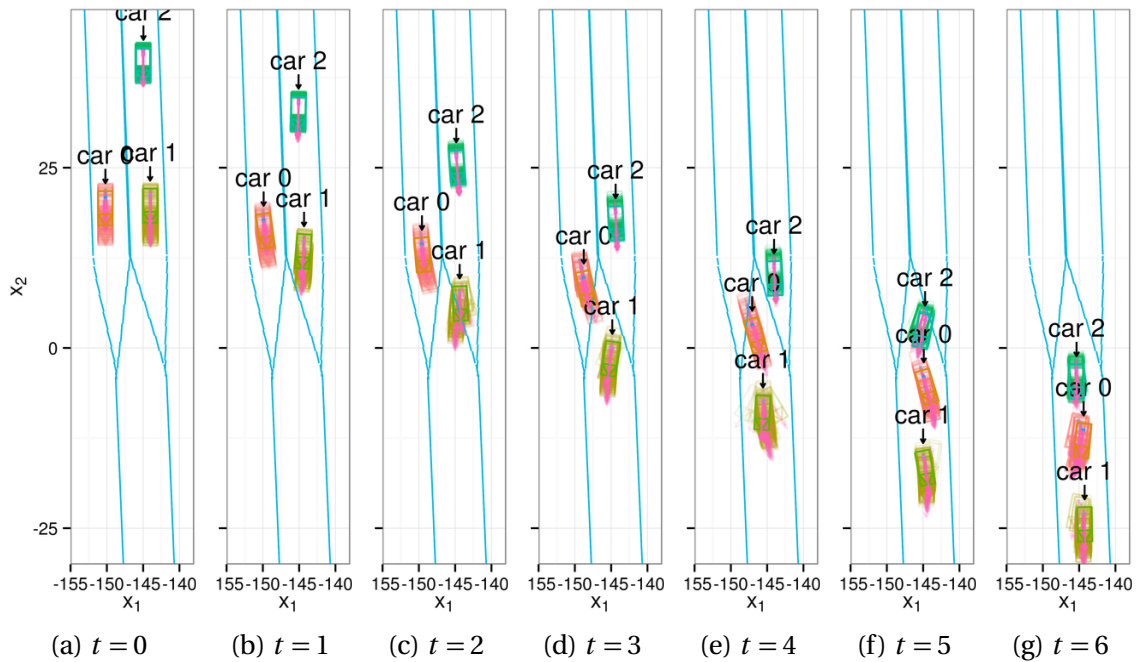 car 2
car 0
car 1
car 2
car 0
car 1
car 2
car 0
car 1
car 2
car 0
car 1
car 2
car 0
car 1
car 2
car 0
car 1
car 2
car 0
car 1
x₂
25
0
-25
-155 -150 -145 -140
155 -150 -145 -140
155 -150 -145 -140
155 -150 -145 -140
155 -150 -145 -140
155 -150 -145 -140
155 -150 -145 -140
x₁ x₁ x₁ x₁ x₁ x₁ x₁
(a) t = 0 (b) t = 1 (c) t = 2 (d) t = 3 (e) t = 4 (f) t = 5 (g) t = 6